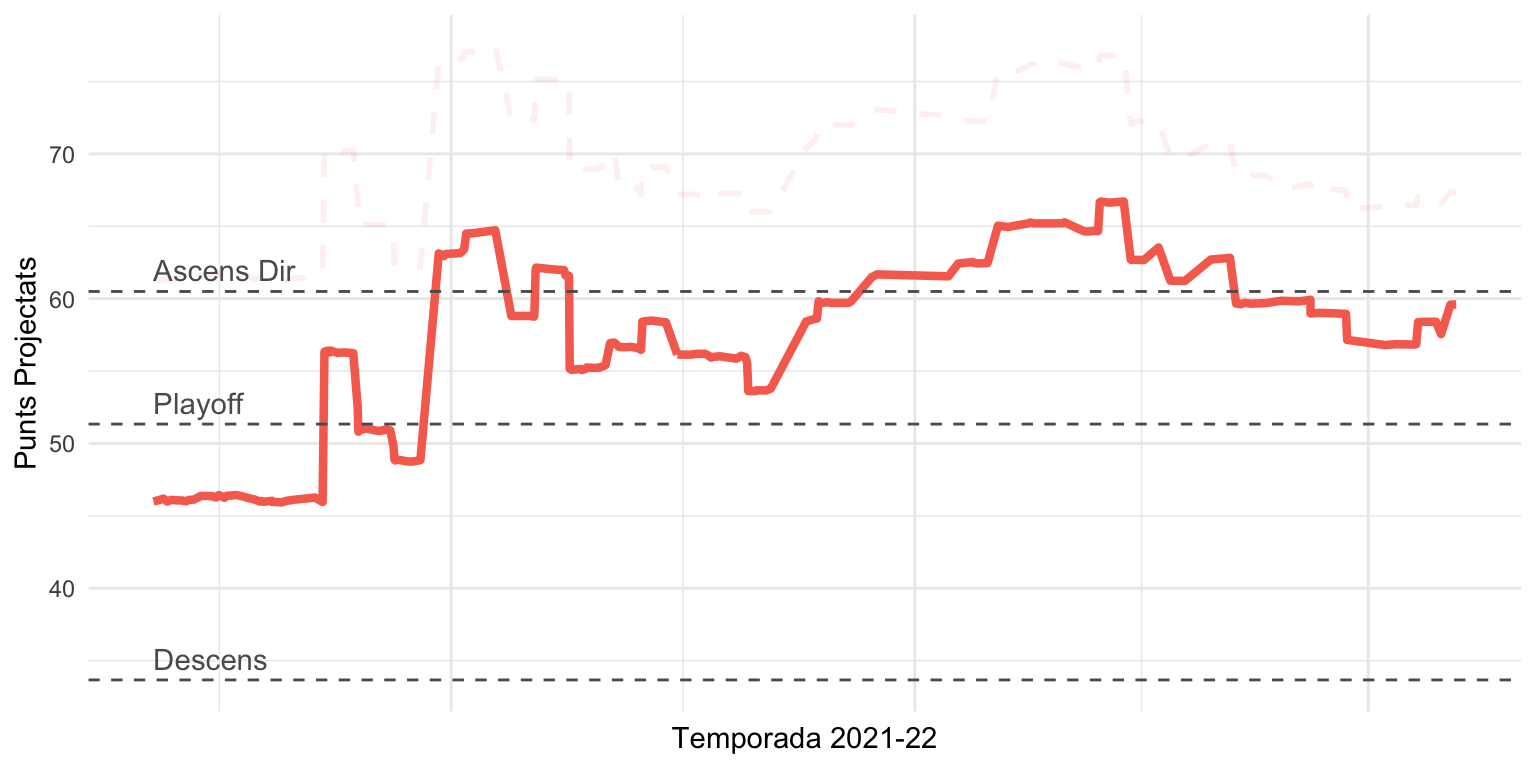 Punts Projectats
70
60
50
40
Ascens Dir
Playoff
Descens
Temporada 2021-22